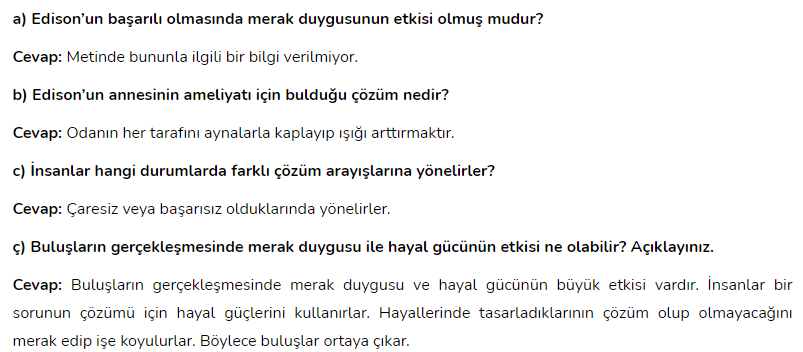 a) Edison’un başarılı olmasında merak duygusunun etkisi olmuş mudur?
Cevap: Metinde bununla ilgili bir bilgi verilmiyor.
b) Edison’un annesinin ameliyatı için bulduğu çözüm nedir?
Cevap: Odanın her tarafını aynalarla kaplayıp ışığı arttırmaktır.
c) İnsanlar hangi durumlarda farklı çözüm arayışlarına yönelirler?
Cevap: Çaresiz veya başarısız olduklarında yönelirler.
ç) Buluşların gerçekleşmesinde merak duygusu ile hayal gücünün etkisi ne olabilir? Açıklayınız.
Cevap: Buluşların gerçekleşmesinde merak duygusu ve hayal gücünün büyük etkisi vardır. İnsanlar bir
sorunun çözümü için hayal güçlerini kullanırlar. Hayallerinde tasarladıklarının çözüm olup olmayacağını
merak edip işe koyulurlar. Böylece buluşlar ortaya çıkar.